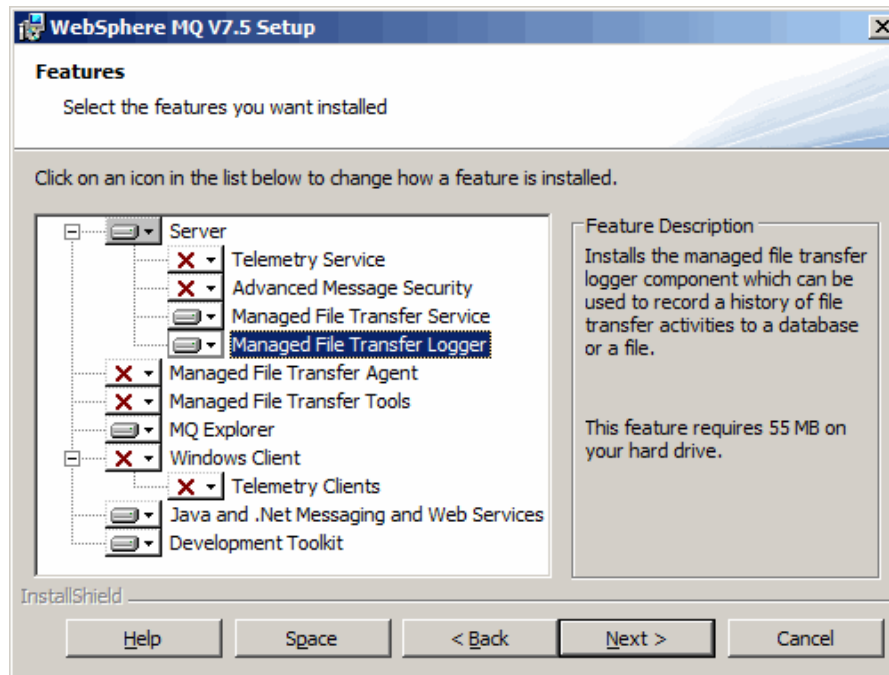 WebSphere MQ V7.5 Setup
Features
Select the features you want installed
Click on an icon in the list below to change how a feature is installed.
Server
Telemetry Service
Advanced Message Security
Managed File Transfer Service
Managed File Transfer Logger
Managed File Transfer Agent
Managed File Transfer Tools
MQ Explorer
Windows Client
Telemetry Clients
Java and .Net Messaging and Web Services
Development Toolkit
Feature Description
Installs the managed file transfer
logger component which can be
used to record a history of file
transfer activities to a database
or a file.
This feature requires 55 MB on
your hard drive.
InstallShield
Help
Space
< Back
Next >
Cancel